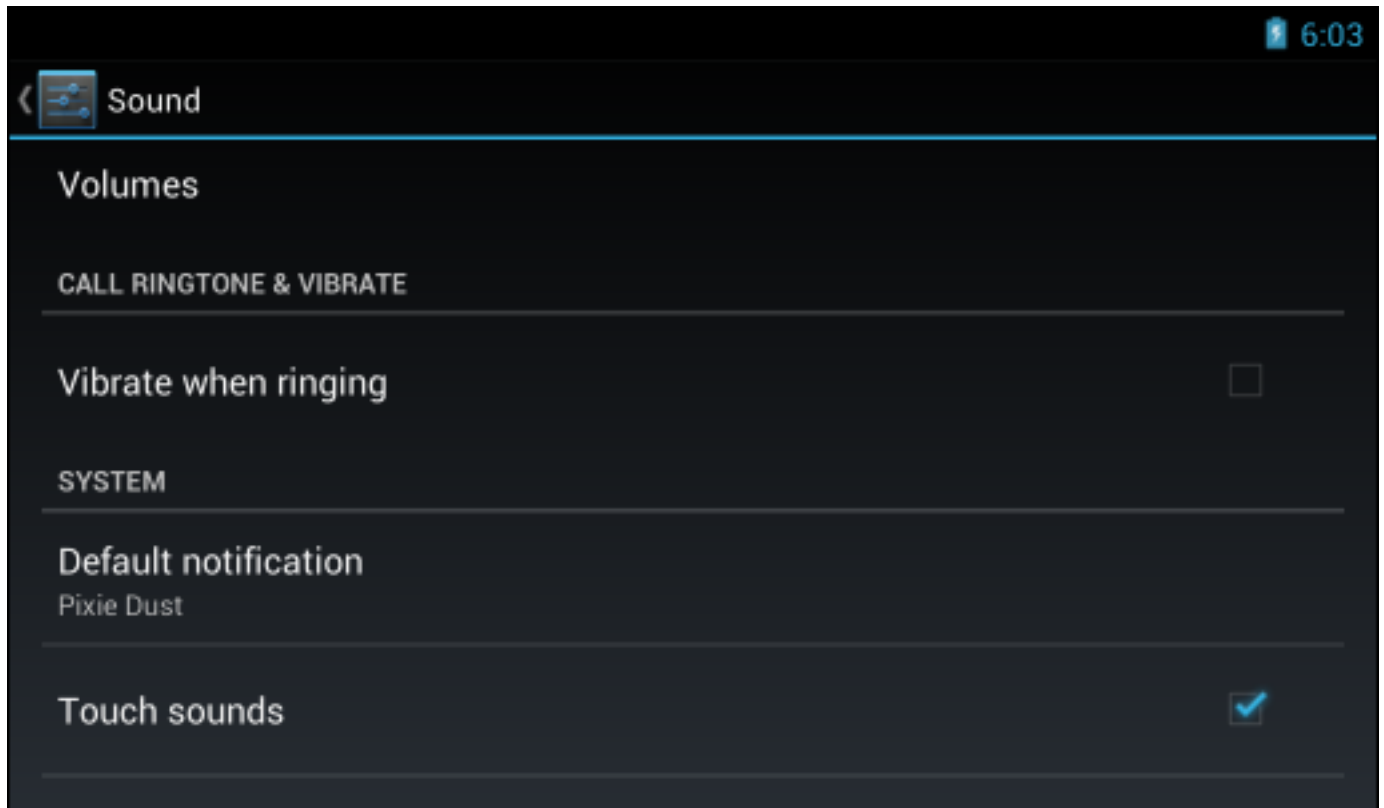 6:03
Sound
Volumes
CALL RINGTONE & VIBRATE
Vibrate when ringing
SYSTEM
Default notification
Pixie Dust
Touch sounds